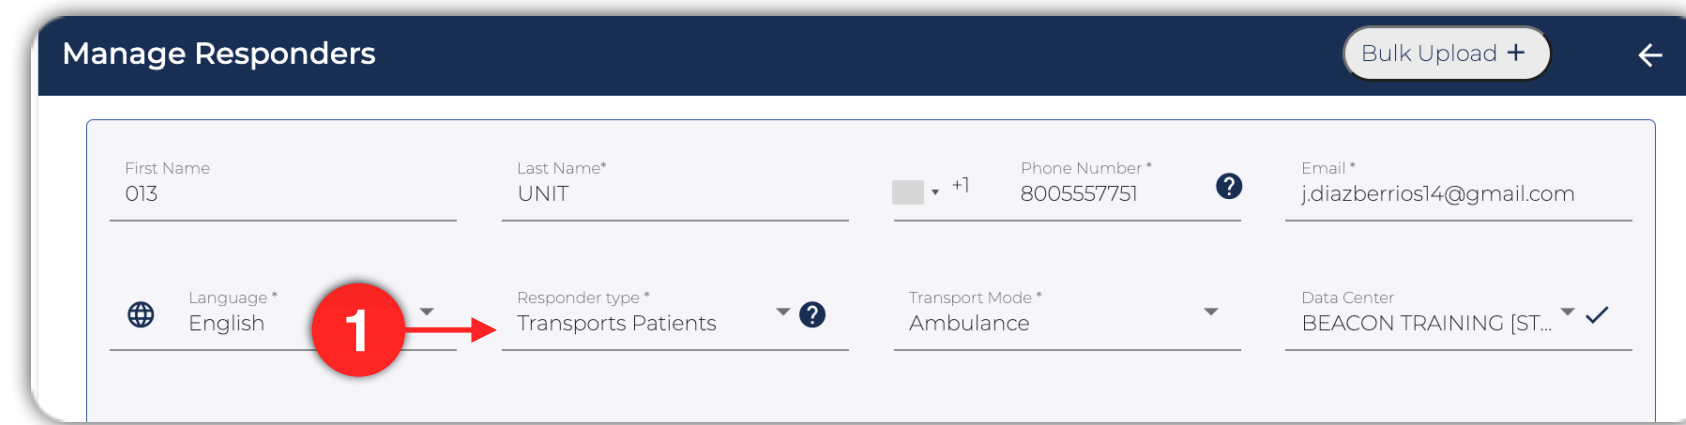 Manage Responders
Bulk Upload +
First Name
013
Last Name*
UNIT
+1
Phone Number *
8005557751
?
Email *
j.diazberrios14@gmail.com
Language *
English
1
Responder type *
Transports Patients
?
Transport Mode *
Ambulance
Data Center
BEACON TRAINING [ST...